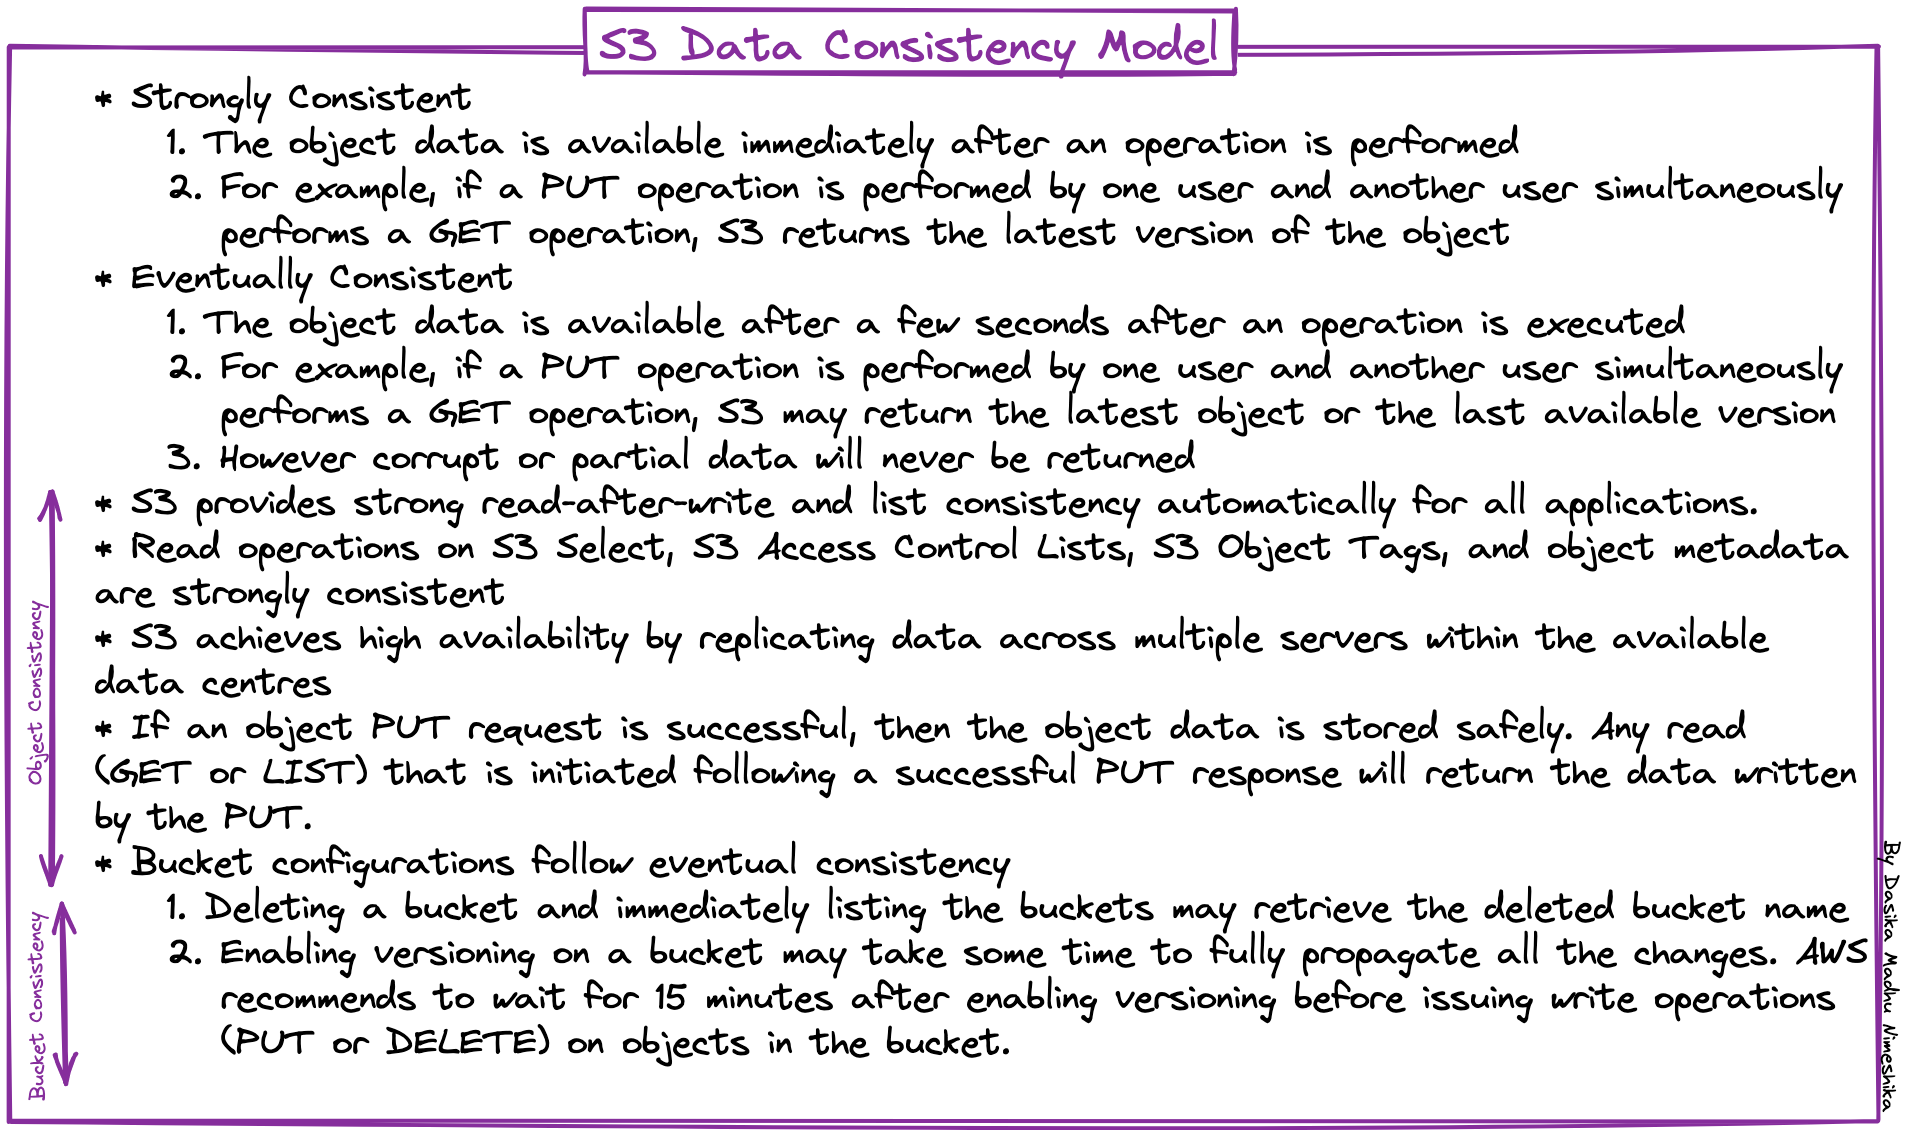 S3 Data Consistency Model
* Strongly Consistent
1. The object data is available immediately after an operation is performed
2. For example, if a PUT operation is performed by one user and another user simultaneously
performs a GET operation, S3 returns the latest version of the object
* Eventually Consistent
1. The object data is available after a few seconds after an operation is executed
2. For example, if a PUT operation is performed by one user and another user simultaneously
performs a GET operation, S3 may return the latest object or the last available version
3. However corrupt or partial data will never be returned
* S3 provides strong read-after-write and list consistency automatically for all applications.
* Read operations on S3 Select, S3 Access Control Lists, S3 Object Tags, and object metadata
are strongly consistent
* S3 achieves high availability by replicating data across multiple servers within the available
data centres
* If an object PUT request is successful, then the object data is stored safely. Any read
(GET or LIST) that is initiated following a successful PUT response will return the data written
by the PUT.
* Bucket configurations follow eventual consistency
1. Deleting a bucket and immediately listing the buckets may retrieve the deleted bucket name
2. Enabling versioning on a bucket may take some time to fully propagate all the changes. AWS
recommends to wait for 15 minutes after enabling versioning before issuing write operations
(PUT or DELETE) on objects in the bucket.
Object Consistency
Bucket Consistency
By Dasika Madhu Nimeshika